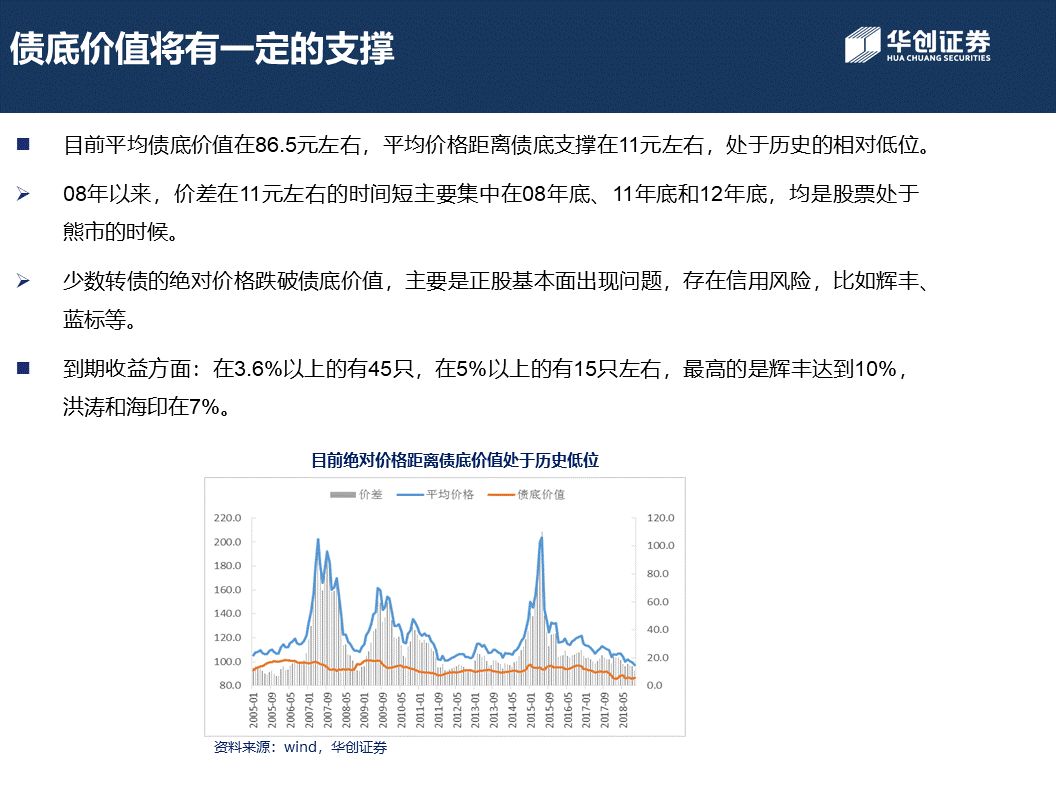 债底价值将有一定的支撑
华创证券
HUA CHUANG SECURITIES
目前平均债底价值在86.5元左右，平均价格距离债底支撑在11元左右，处于历史的相对低位。
08年以来，价差在11元左右的时间短主要集中在08年底、11年底和12年底，均是股票处于
熊市的时候。
少数转债的绝对价格跌破债底价值，主要是正股基本面出现问题，存在信用风险，比如辉丰、
蓝标等。
到期收益方面：在3.6%以上的有45只，在5%以上的有15只左右，最高的是辉丰达到10%，
洪涛和海印在7%。
目前绝对价格距离债底价值处于历史低位
价差 平均价格 债底价值
220.0 120.0
200.0 100.0
180.0 80.0
160.0 60.0
140.0 40.0
120.0 20.0
100.0 0.0
80.0
2005-01 2005-09 2006-05 2007-01 2007-09 2008-05 2009-01 2009-09 2010-05 2011-01 2011-09 2012-05 2013-01 2013-09 2014-05 2015-01 2015-09 2016-05 2017-01 2017-09 2018-05
资料来源：wind，华创证券